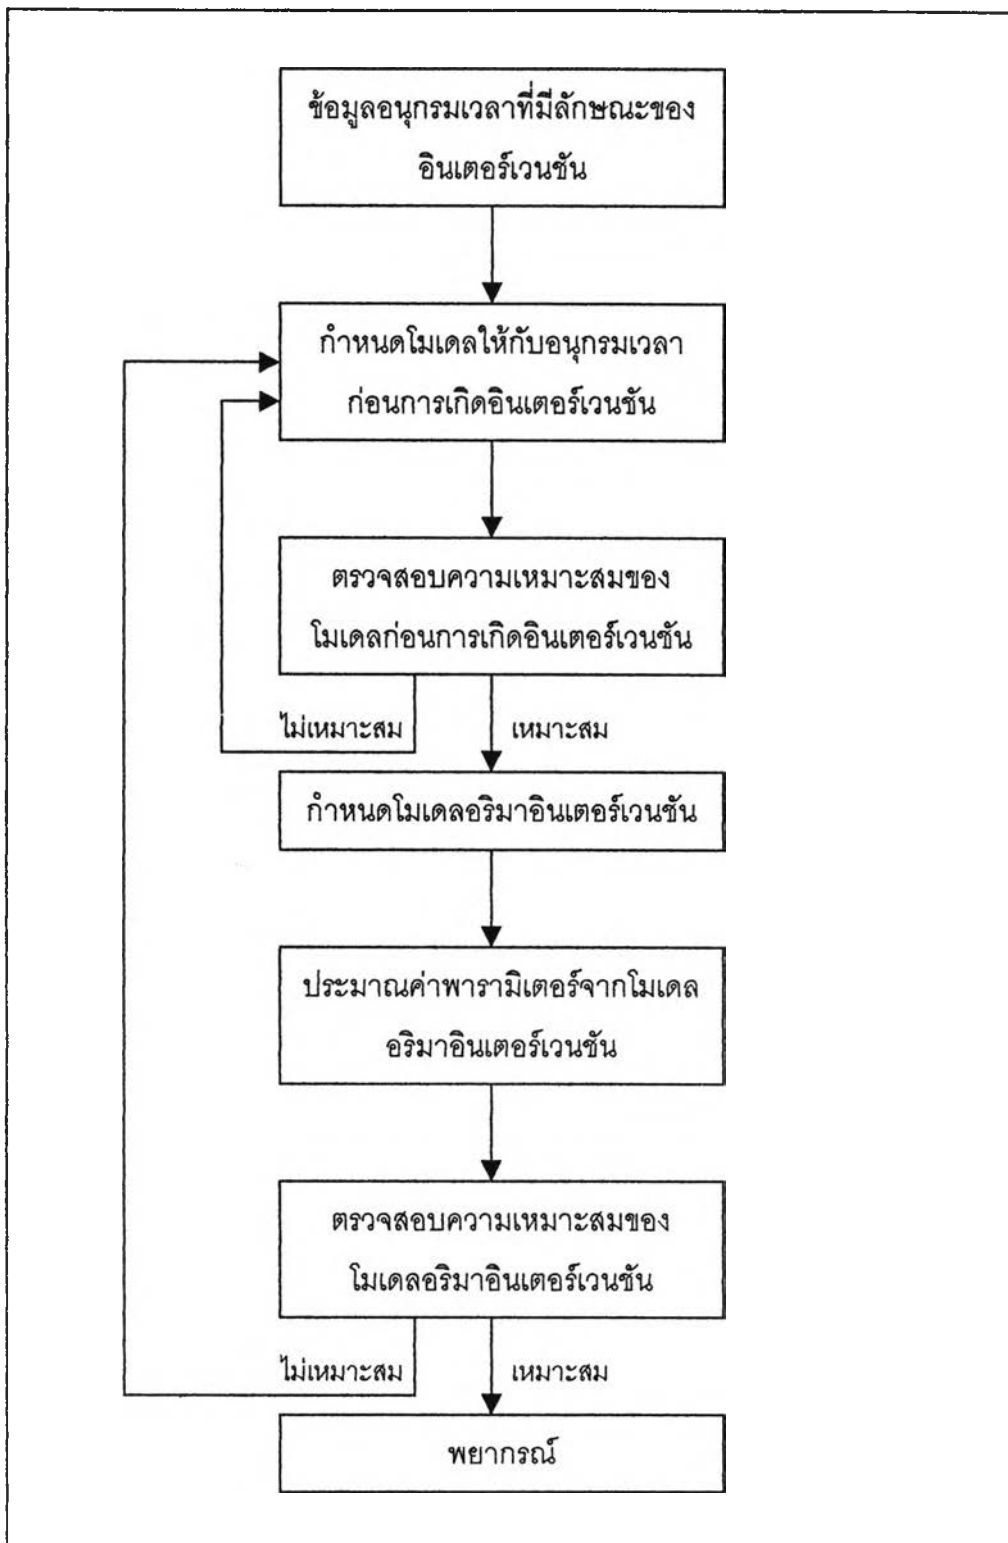 ข้อมูลอนุกรมเวลาที่มีลักษณะของ
อินเตอร์เวนชัน
กำหนดโมเดลให้กับอนุกรมเวลา
ก่อนการเกิดอินเตอร์เวนชัน
ตรวจสอบความเหมาะสมของ
โมเดลก่อนการเกิดอินเตอร์เวนชัน
ไม่เหมาะสม
เหมาะสม
กำหนดโมเดลอริมาอินเตอร์เวนชัน
ประมาณค่าพารามิเตอร์จากโมเดล
อริมาอินเตอร์เวนชัน
ตรวจสอบความเหมาะสมของ
โมเดลอริมาอินเตอร์เวนชัน
ไม่เหมาะสม
เหมาะสม
พยากรณ์